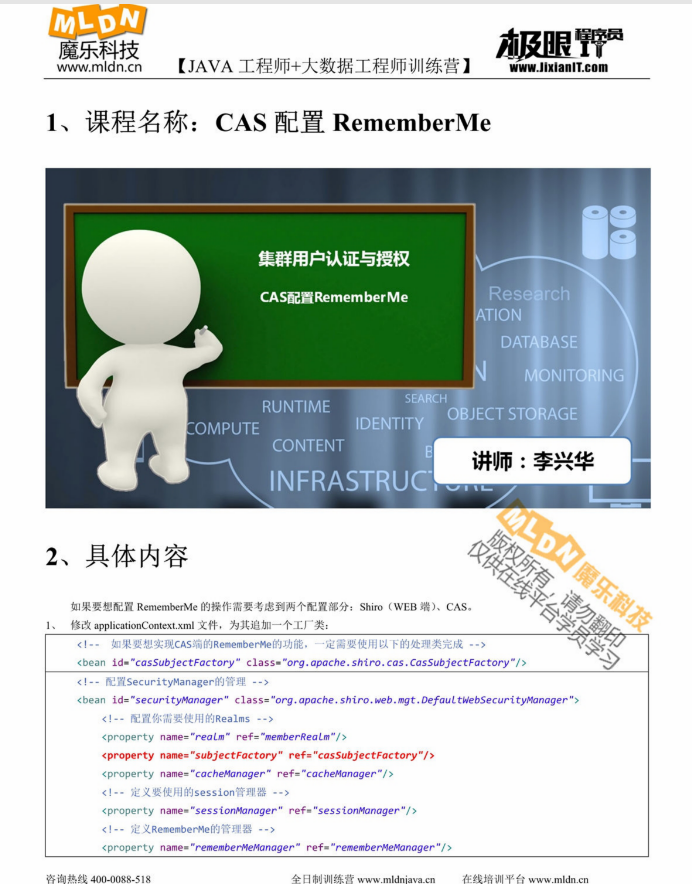 MLDN
魔乐科技
www.mldn.cn
【JAVA 工程师+大数据工程师训练营】
极限IT程序员
www.JixianIT.com
1、课程名称：CAS 配置 RememberMe
集群用户认证与授权
CAS配置RememberMe
Research
ATION
DATABASE
N
MONITORING
SEARCH
RUNTIME
IDENTITY
OBJECT STORAGE
COMPUTE
CONTENT
讲师：李兴华
INFRASTRUCTURE
2、具体内容
MLDN 魔乐科技
版权所有，请勿翻印
仅供在线平台学员学习
如果要想配置 RememberMe 的操作需要考虑到两个配置部分：Shiro（WEB 端）、CAS。
1、 修改 applicationContext.xml 文件，为其追加一个工厂类：
<!-- 如果要想实现CAS端的RememberMe的功能，一定需要使用以下的处理类完成 -->
<bean id="casSubjectFactory" class="org.apache.shiro.cas.CasSubjectFactory"/>
<!-- 配置SecurityManager的管理 -->
<bean id="securityManager" class="org.apache.shiro.web.mgt.DefaultWebSecurityManager">
<!-- 配置你需要使用的Realms -->
<property name="realm" ref="memberRealm"/>
<property name="subjectFactory" ref="casSubjectFactory"/>
<property name="cacheManager" ref="cacheManager"/>
<!-- 定义要使用的session管理器 -->
<property name="sessionManager" ref="sessionManager"/>
<!-- 定义RememberMe的管理器 -->
<property name="rememberMeManager" ref="rememberMeManager"/>
咨询热线 400-0088-518 全日制训练营 www.mldnjava.cn 在线培训平台 www.mldn.cn